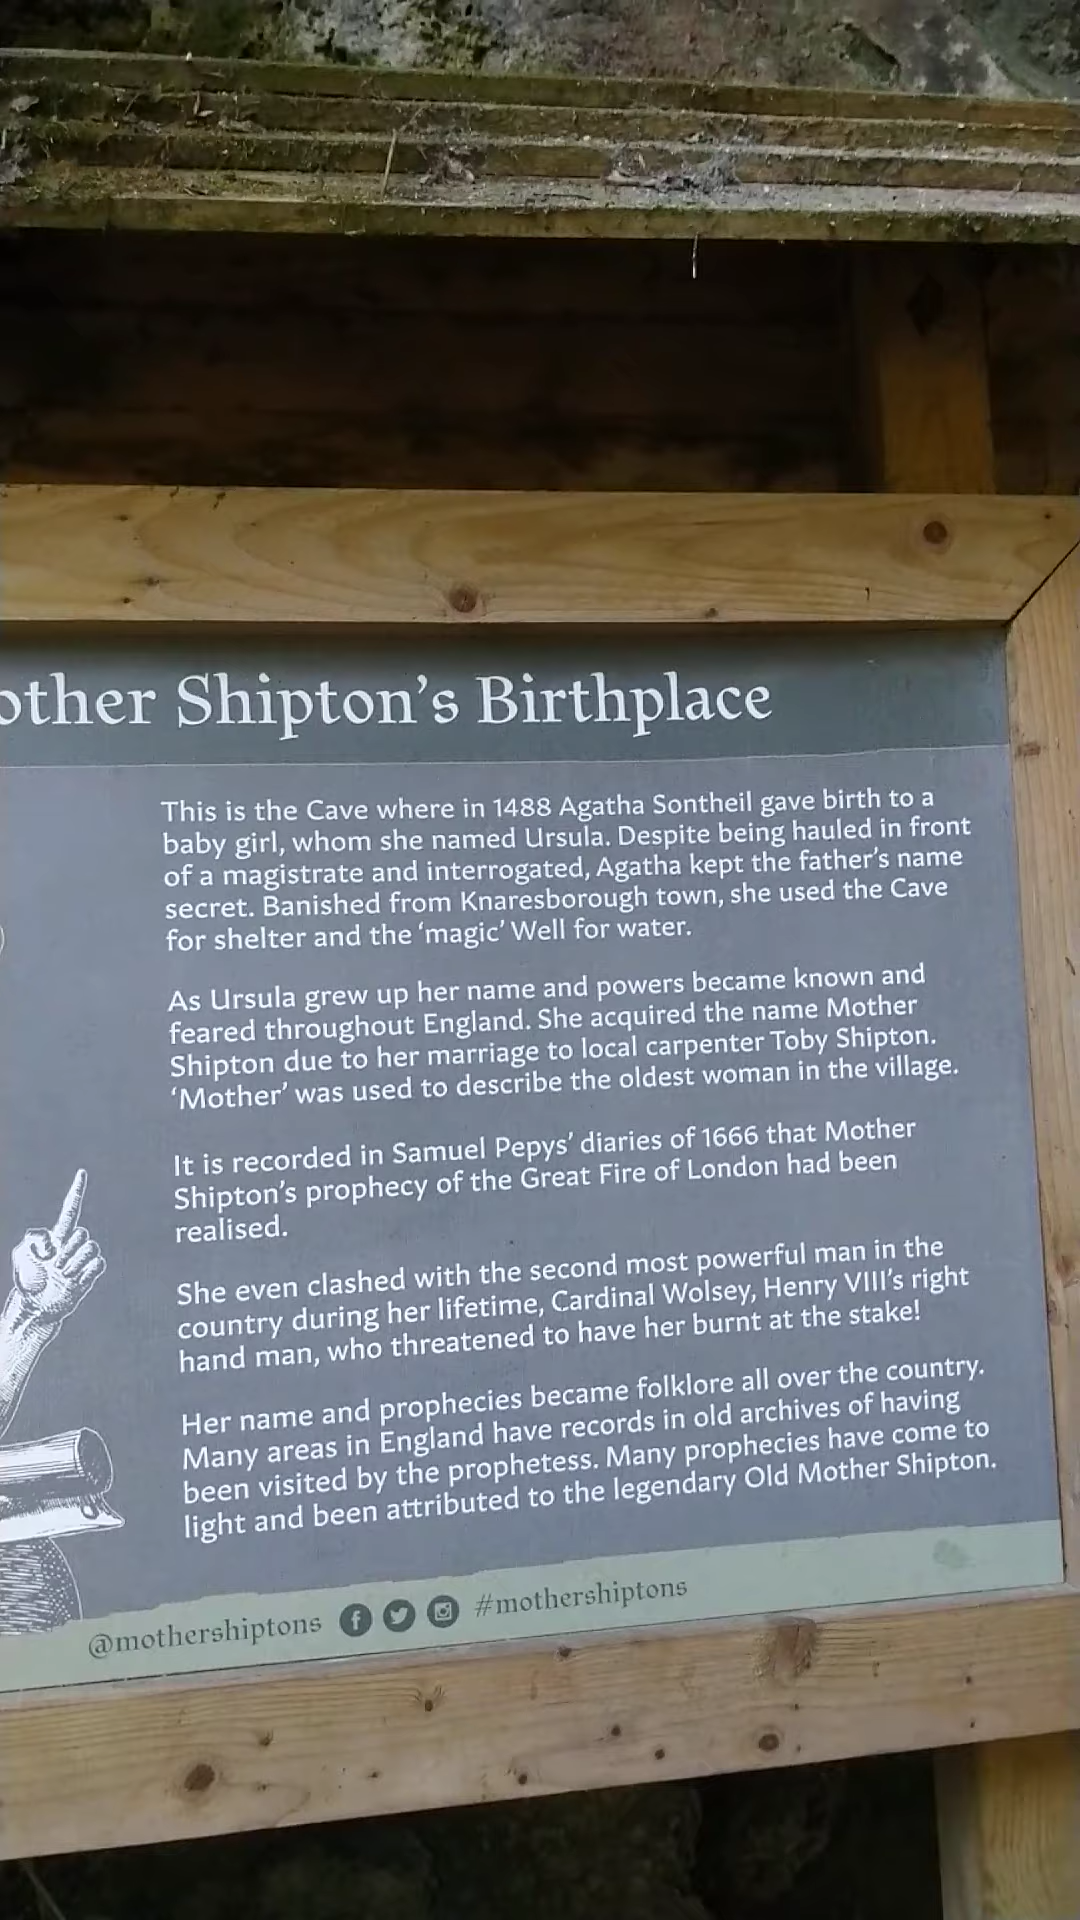 other Shipton's Birthplace
This is the Cave where in 1488 Agatha Sontheil gave birth to a
baby girl, whom she named Ursula. Despite being hauled in front
of a magistrate and interrogated, Agatha kept the father's name
secret. Banished from Knaresborough town, she used the Cave
for shelter and the 'magic' Well for water.
As Ursula grew up her name and powers became known and
feared throughout England. She acquired the name Mother
Shipton due to her marriage to local carpenter Toby Shipton.
'Mother' was used to describe the oldest woman in the village.
It is recorded in Samuel Pepys' diaries of 1666 that Mother
Shipton's prophecy of the Great Fire of London had been
realised.
She even clashed with the second most powerful man in the
country during her lifetime, Cardinal Wolsey, Henry VIII's right
hand man, who threatened to have her burnt at the stake!
Her name and prophecies became folklore all over the country.
Many areas in England have records in old archives of having
been visited by the prophetess. Many prophecies have come to
light and been attributed to the legendary Old Mother Shipton.
@mothershiptons #mothershiptons